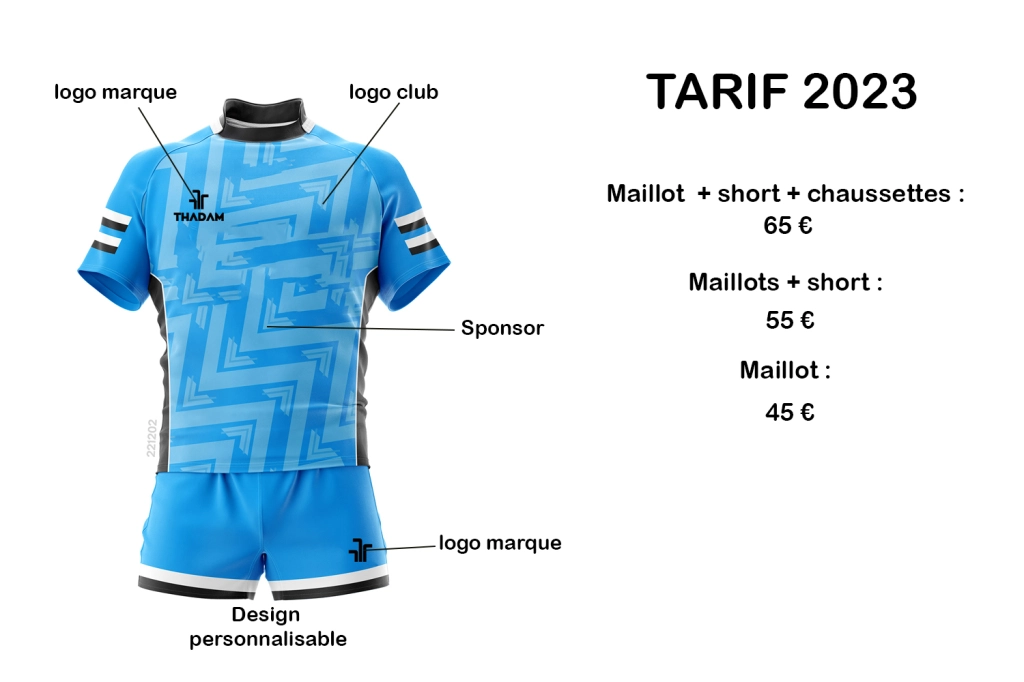 TARIF 2023
logo marque
logo club
THADAM
Sponsor
22I202
logo marque
Design
personnalisable
Maillot + short + chaussettes :
65 €
Maillots + short :
55 €
Maillot :
45 €